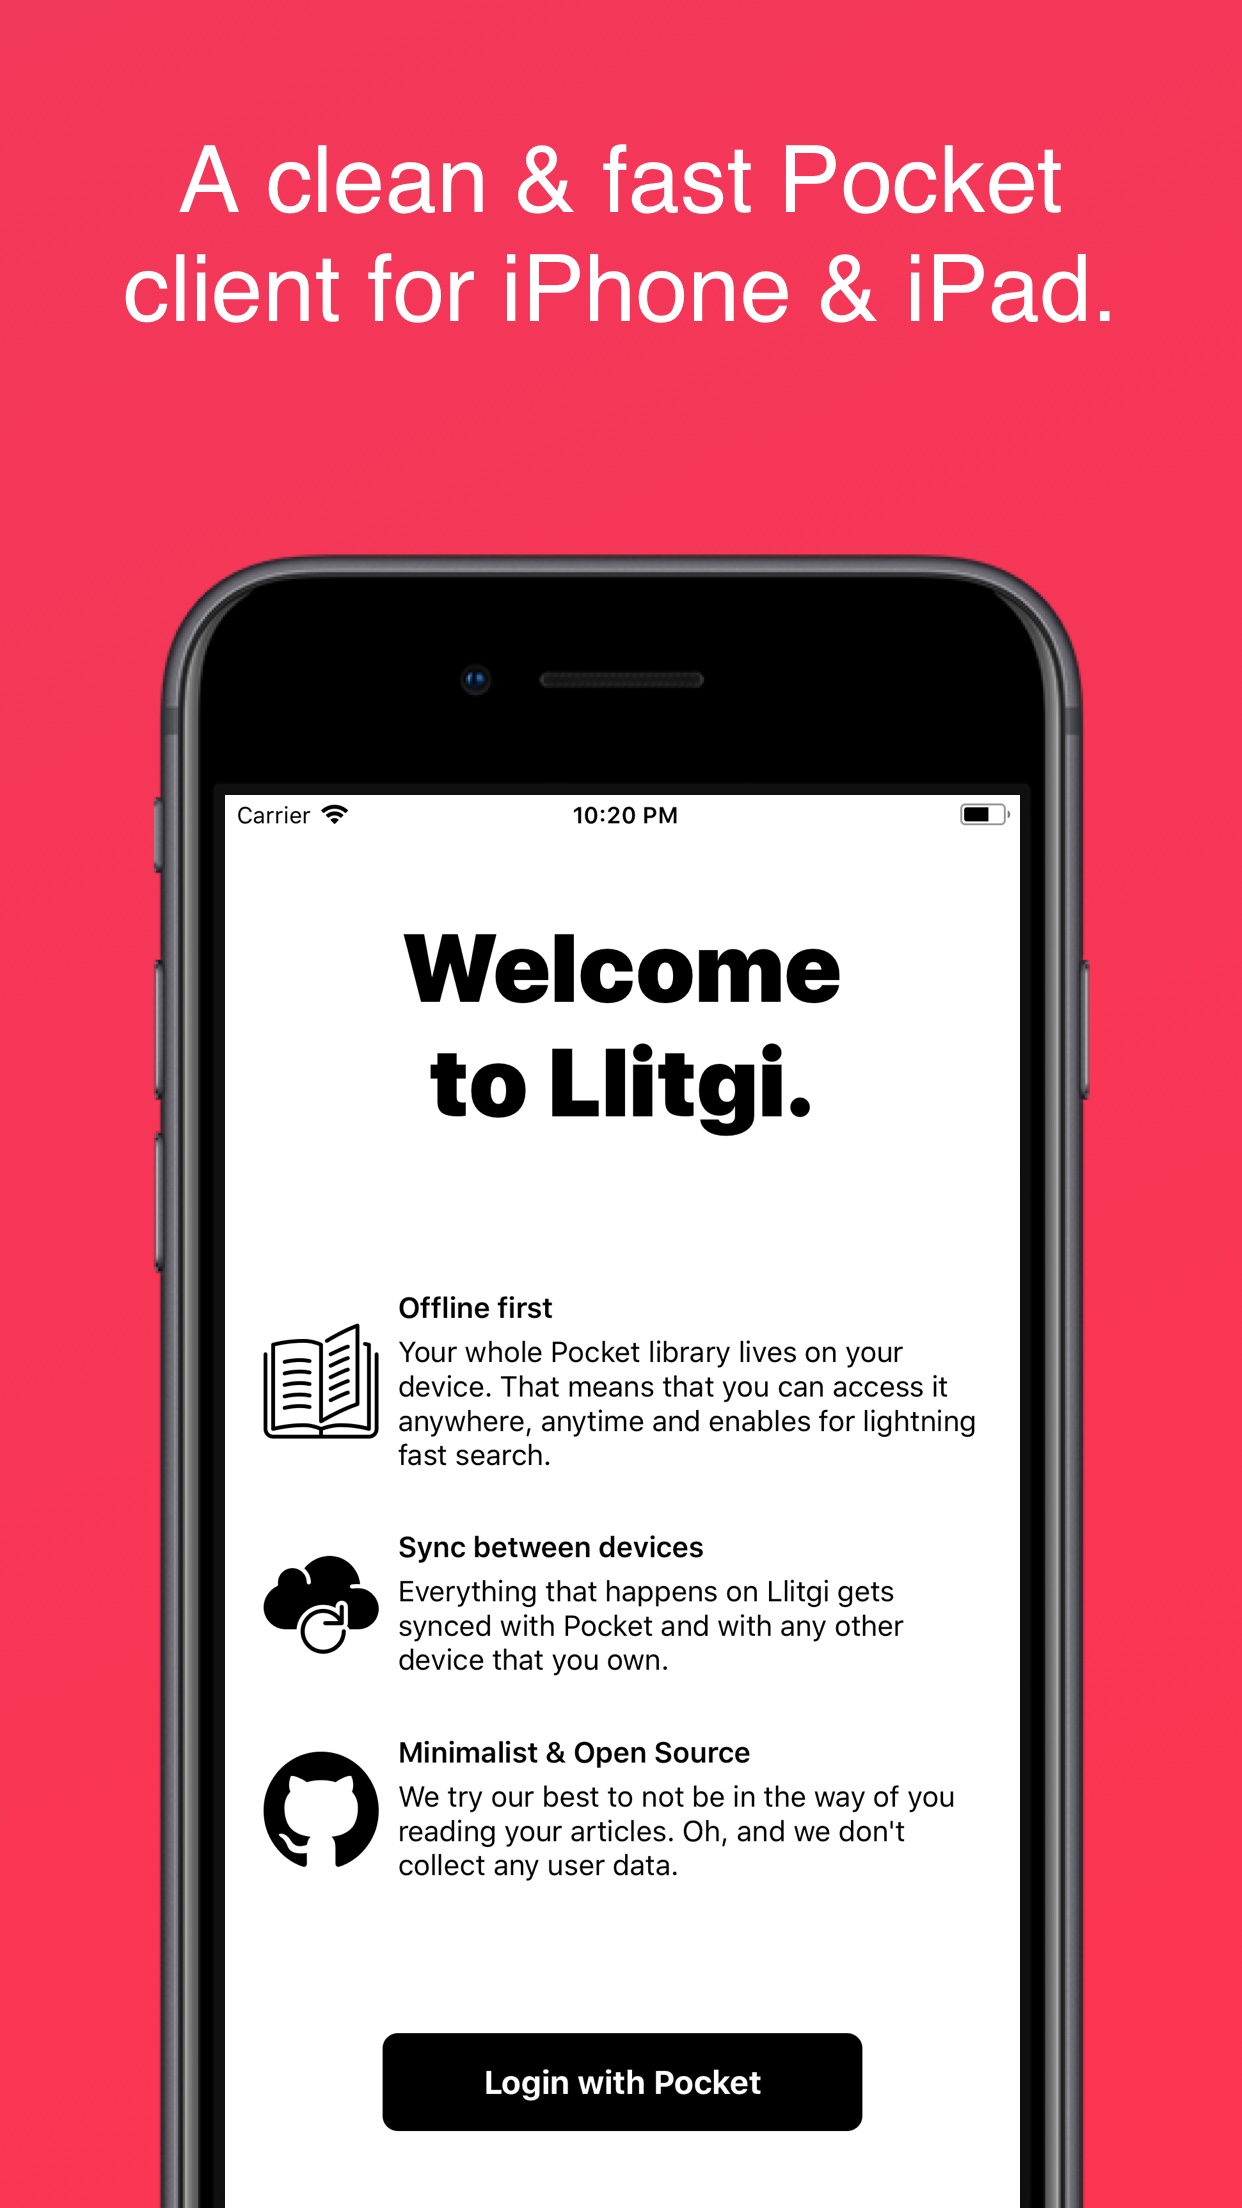 A clean & fast Pocket
client for iPhone & iPad.
Carrier 10:20 PM
Welcome
to Llitgi.
Offline first
Your whole Pocket library lives on your
device. That means that you can access it
anywhere, anytime and enables for lightning
fast search.
Sync between devices
Everything that happens on Llitgi gets
synced with Pocket and with any other
device that you own.
Minimalist & Open Source
We try our best to not be in the way of you
reading your articles. Oh, and we don't
collect any user data.
Login with Pocket